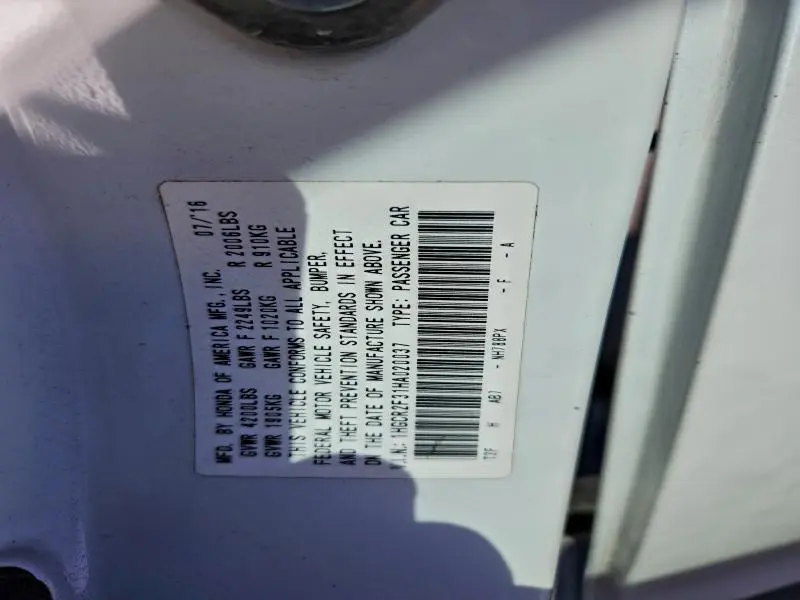 MFD. BY HONDA OF AMERICA MFG., INC. 07/'16
GVWR 4200LBS GAWR F 2249LBS R 2006LBS
GVWR 1905KG GAWR F 1020KG R 910KG
THIS VEHICLE CONFORMS TO ALL APPLICABLE
FEDERAL MOTOR VEHICLE SAFETY, BUMPER,
AND THEFT PREVENTION STANDARDS IN EFFECT
ON THE DATE OF MANUFACTURE SHOWN ABOVE.
V.I.N.: 1HGCR2F31HA020037 TYPE: PASSENGER CAR
T2F H AB7 - NH788PX - F - A